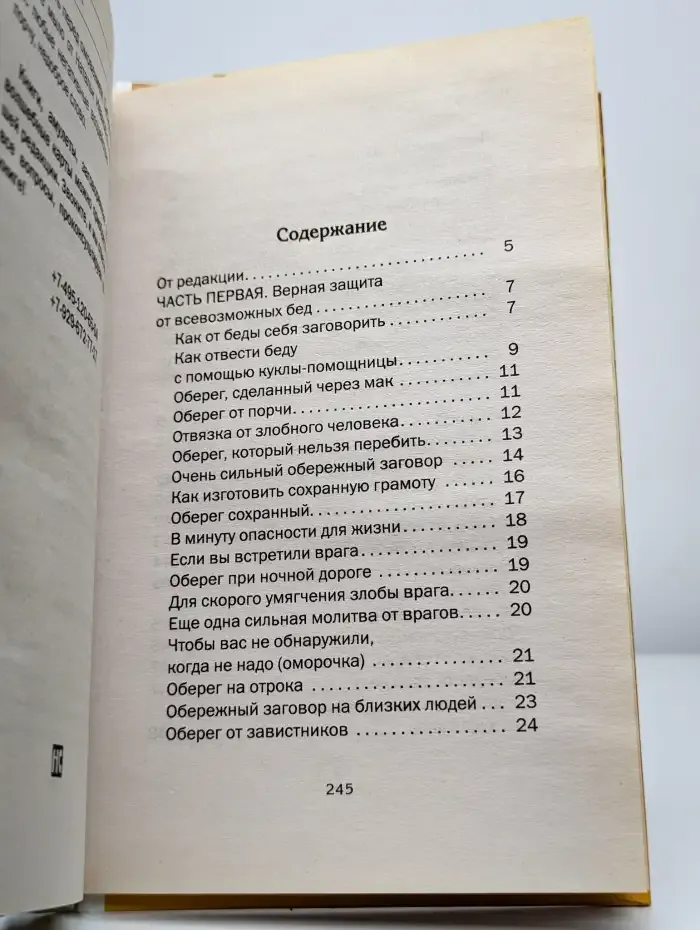 Содержание
От редакции. . . . . . . . . . . . . . . . . . . . . . . . . . . . . 5
ЧАСТЬ ПЕРВАЯ. Верная защита
от всевозможных бед . . . . . . . . . . . . . . . . . . . . . 7
Как от беды себя заговорить . . . . . . . . . . . . . 7
Как отвести беду
с помощью куклы-помощницы. . . . . . . . . . . . 9
Оберег, сделанный через мак . . . . . . . . . . . . 11
Оберег от порчи. . . . . . . . . . . . . . . . . . . . . . . 11
Отвязка от злобного человека. . . . . . . . . . . . 12
Оберег, который нельзя перебить. . . . . . . . . 13
Очень сильный обережный заговор . . . . . 14
Как изготовить сохранную грамоту . . . . . . 16
Оберег сохранный. . . . . . . . . . . . . . . . . . . . . 17
В минуту опасности для жизни. . . . . . . . . . . 18
Если вы встретили врага . . . . . . . . . . . . . . . . 19
Оберег при ночной дороге . . . . . . . . . . . . . . 19
Для скорого умягчения злобы врага. . . . . . 20
Еще одна сильная молитва от врагов. . . . . 20
Чтобы вас не обнаружили,
когда не надо (оморочка) . . . . . . . . . . . . . . . 21
Оберег на отрока . . . . . . . . . . . . . . . . . . . . . . 21
Обережный заговор на близких людей . . . 23
Оберег от завистников . . . . . . . . . . . . . . . . . 24
245